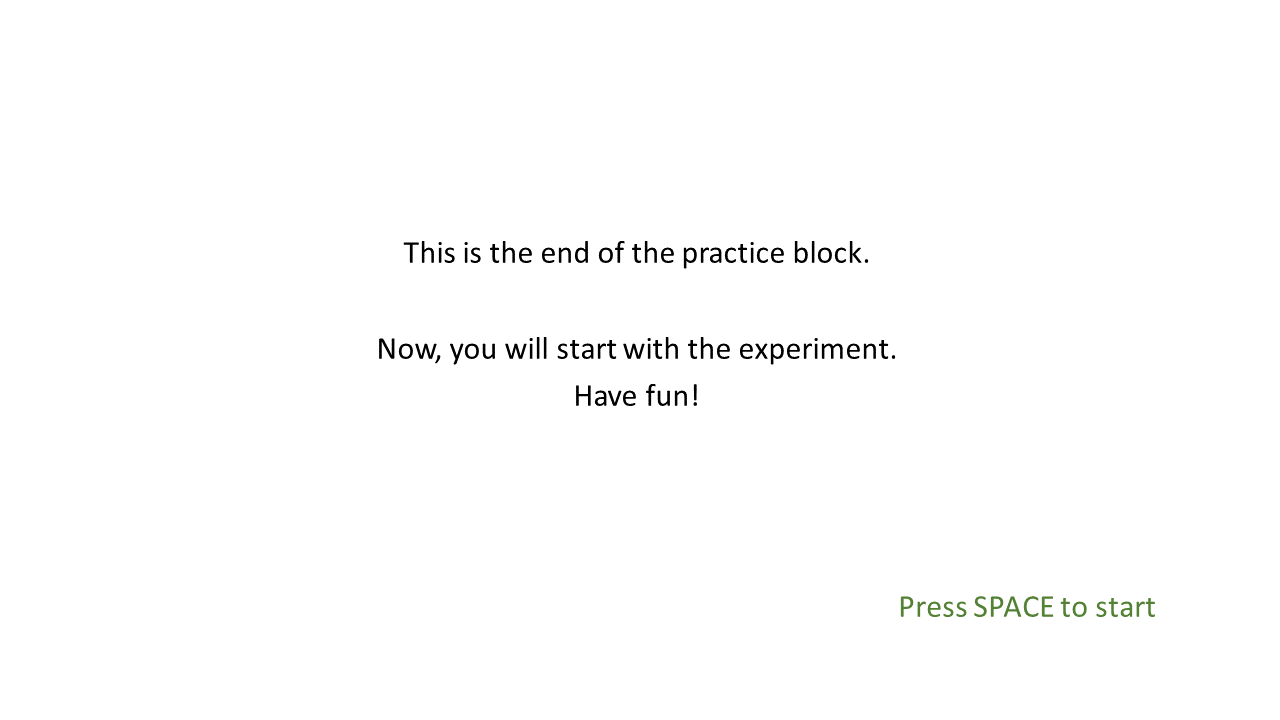 This is the end of the practice block.
Now, you will start with the experiment.
Have fun!
Press SPACE to start